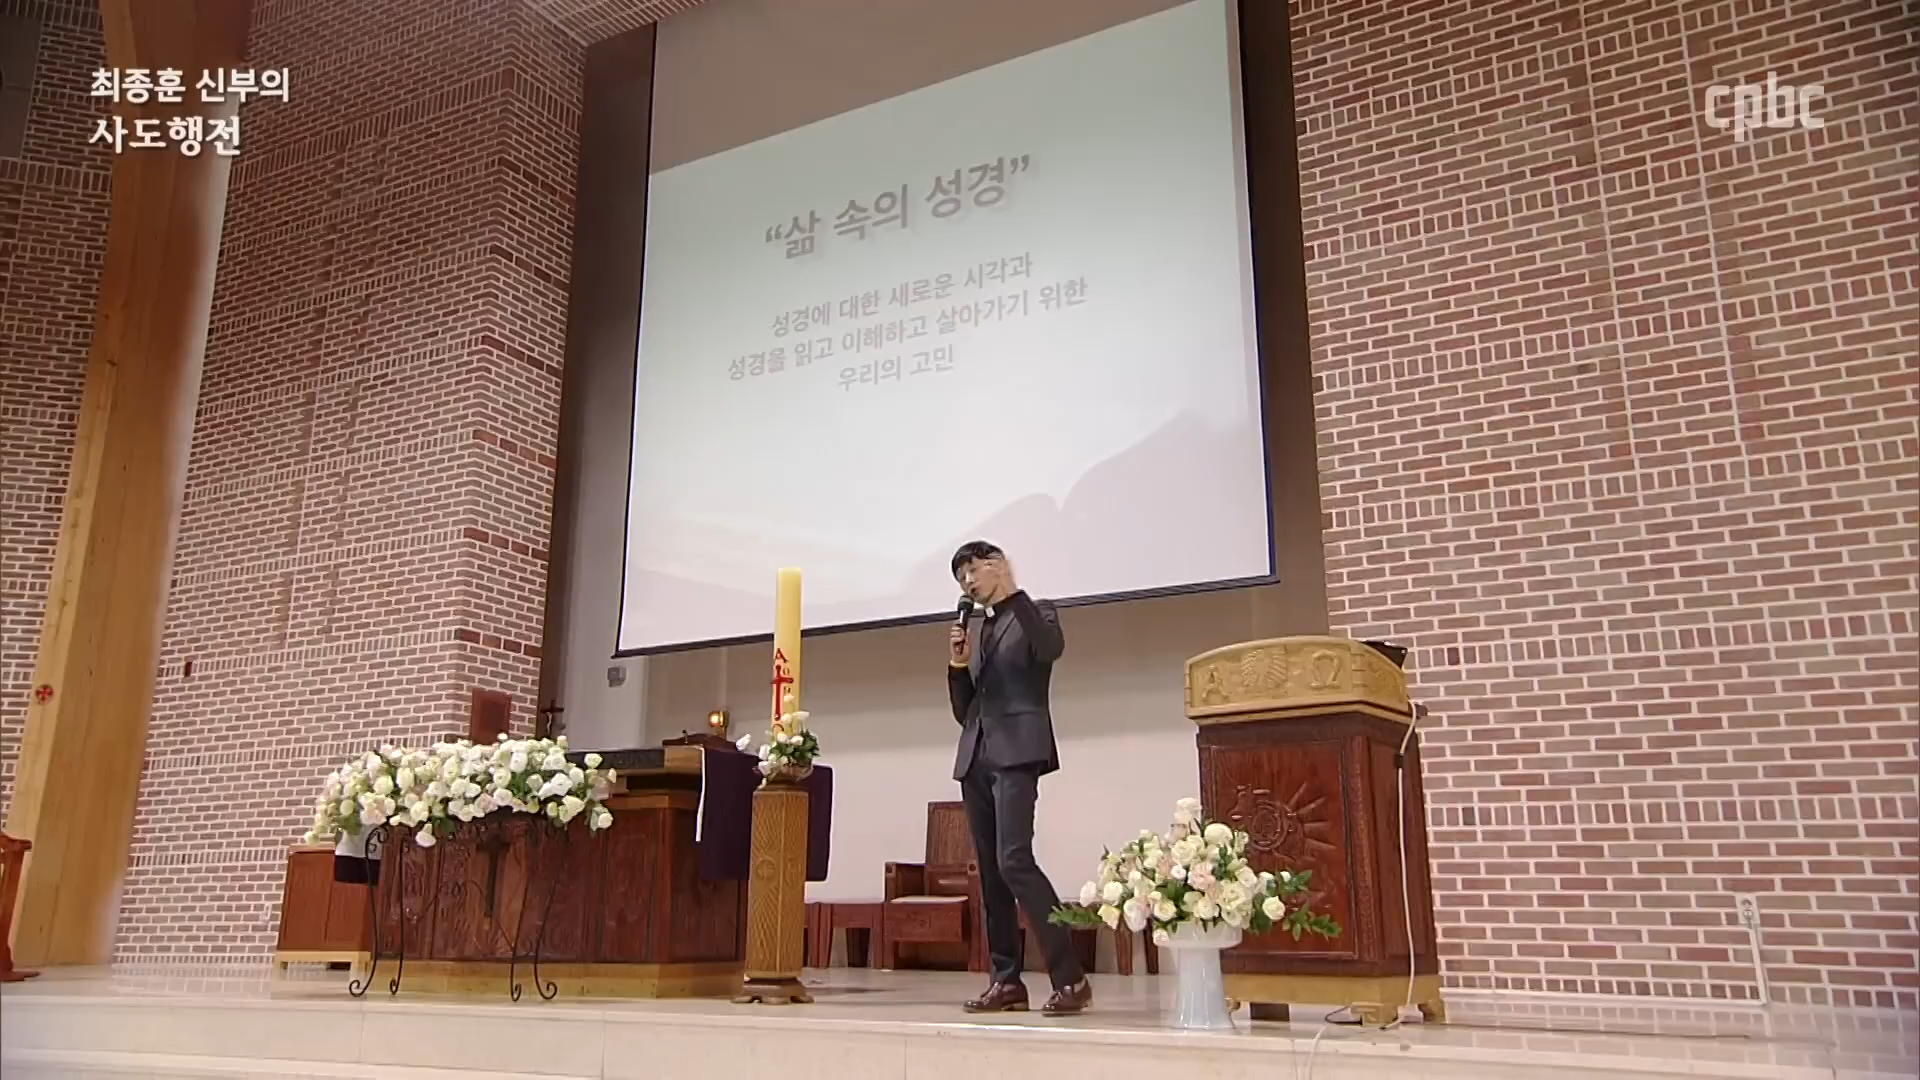 최종훈 신부의
사도행전
cpbc
“삶 속의 성경”
성경에 대한 새로운 시각과
성경을 읽고 이해하고 살아가기 위한
우리의 고민
Α
Ω
Α Ω